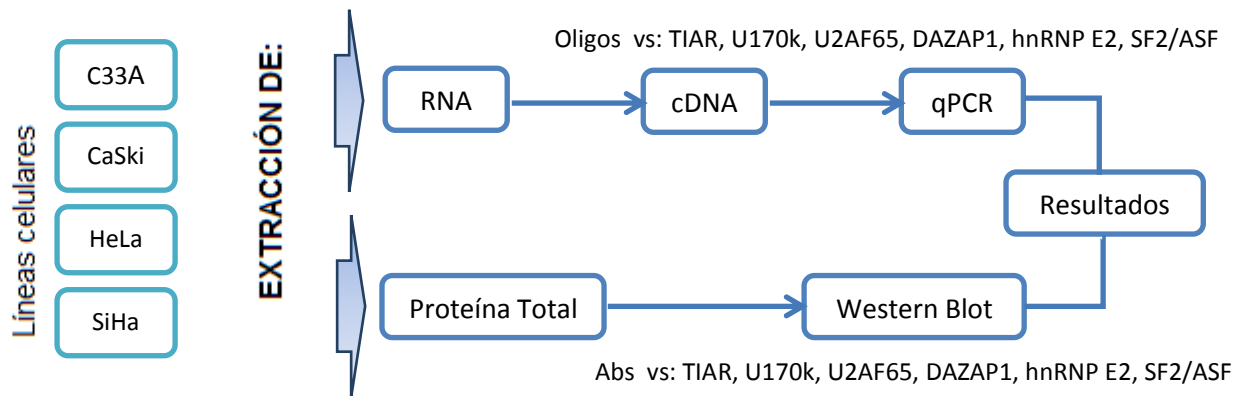 Líneas celulares
C33A
CaSki
HeLa
SiHa
EXTRACCIÓN DE:
Oligos vs: TIAR, U170k, U2AF65, DAZAP1, hnRNP E2, SF2/ASF
RNA
cDNA
qPCR
Resultados
Proteína Total
Western Blot
Abs vs: TIAR, U170k, U2AF65, DAZAP1, hnRNP E2, SF2/ASF